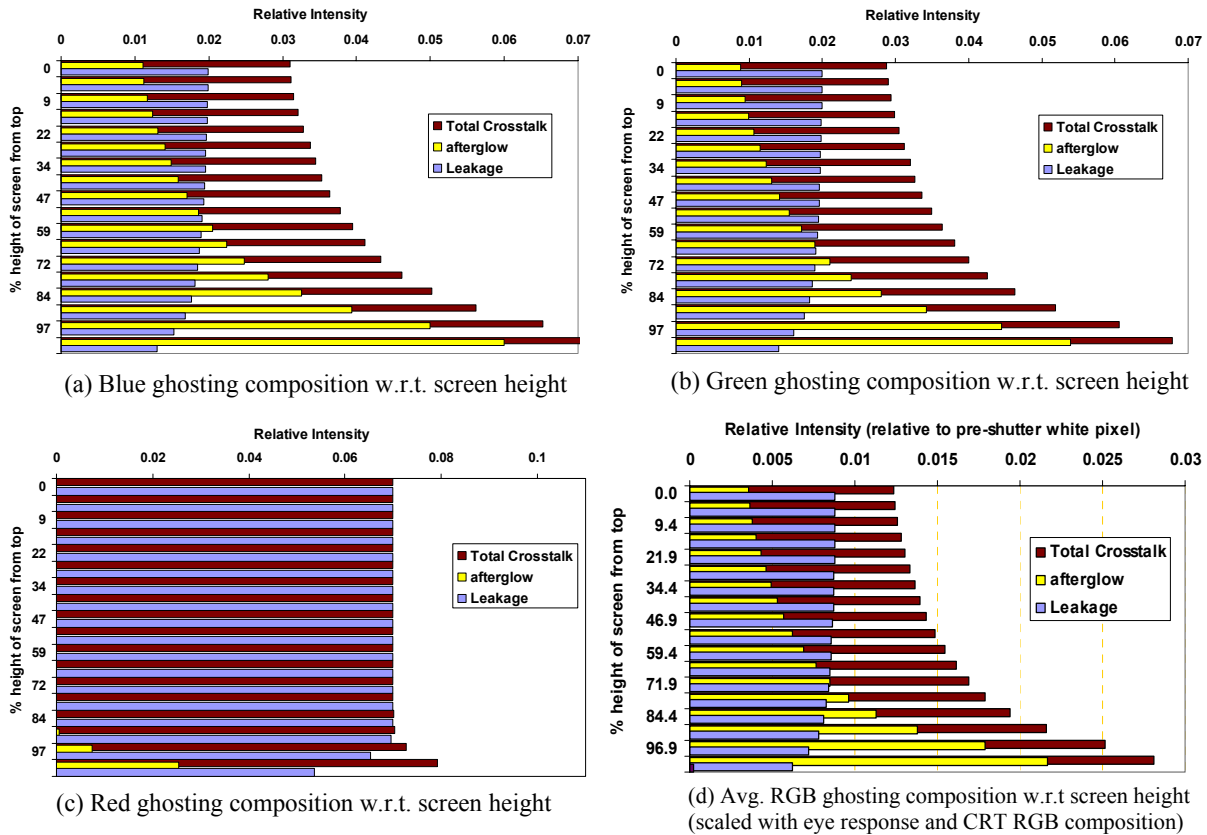 Relative Intensity
0 0.01 0.02 0.03 0.04 0.05 0.06 0.07
% height of screen from top
0
9
22
34
47
59
72
84
97
Total Crosstalk
afterglow
Leakage
(a) Blue ghosting composition w.r.t. screen height
Relative Intensity
0 0.01 0.02 0.03 0.04 0.05 0.06 0.07
% height of screen from top
0
9
22
34
47
59
72
84
97
Total Crosstalk
afterglow
Leakage
(b) Green ghosting composition w.r.t. screen height
Relative Intensity
0 0.02 0.04 0.06 0.08 0.1
% height of screen from top
0
9
22
34
47
59
72
84
97
Total Crosstalk
afterglow
Leakage
(c) Red ghosting composition w.r.t. screen height
Relative Intensity (relative to pre-shutter white pixel)
0 0.005 0.01 0.015 0.02 0.025 0.03
% height of screen from top
0.0
9.4
21.9
34.4
46.9
59.4
71.9
84.4
96.9
Total Crosstalk
afterglow
Leakage
(d) Avg. RGB ghosting composition w.r.t screen height
(scaled with eye response and CRT RGB composition)